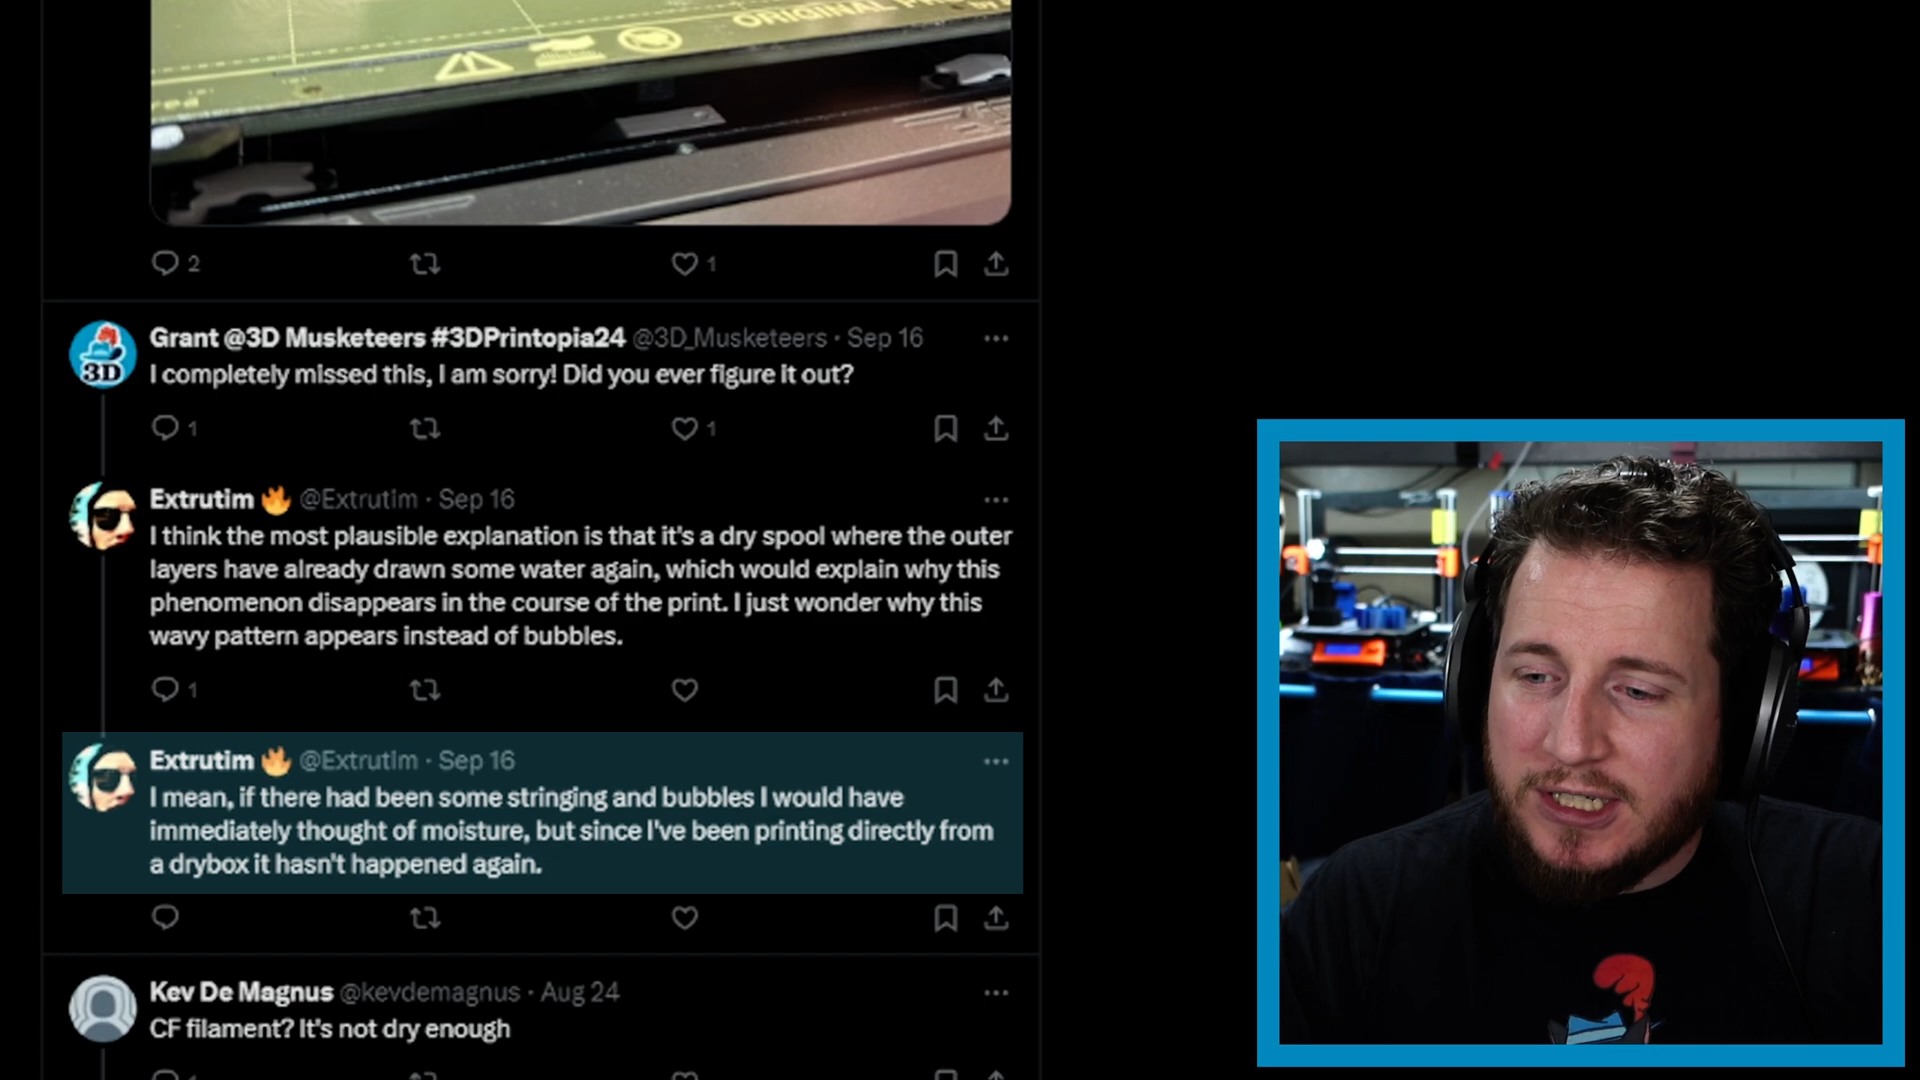 ORIGINAL
2
1
Grant @3D Musketeers #3DPrintopia24 @3D_Musketeers · Sep 16
3D
I completely missed this, I am sorry! Did you ever figure it out?
1
1
Extrutim 🔥 @Extrutim · Sep 16
I think the most plausible explanation is that it's a dry spool where the outer
layers have already drawn some water again, which would explain why this
phenomenon disappears in the course of the print. I just wonder why this
wavy pattern appears instead of bubbles.
1
Extrutim 🔥 @Extrutim · Sep 16
I mean, if there had been some stringing and bubbles I would have
immediately thought of moisture, but since I've been printing directly from
a drybox it hasn't happened again.
Kev De Magnus @kevdemagnus · Aug 24
CF filament? It's not dry enough